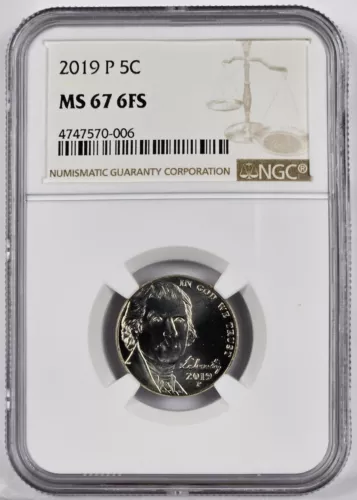 2019 P 5C
MS 67 6FS
4747570-006
NUMISMATIC GUARANTY CORPORATION
NGC®
IN GOD WE TRUST
Liberty
2019
P